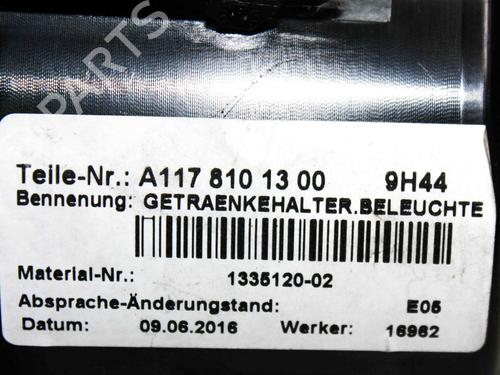 PARTS
Teile-Nr.: A117 810 13 00 9H44
Bennenung: GETRAENKEHALTER.BELEUCHTE
Material-Nr.: 1335120-02
Absprache-Änderungstand: E05
Datum: 09.06.2016 Werker: 16962